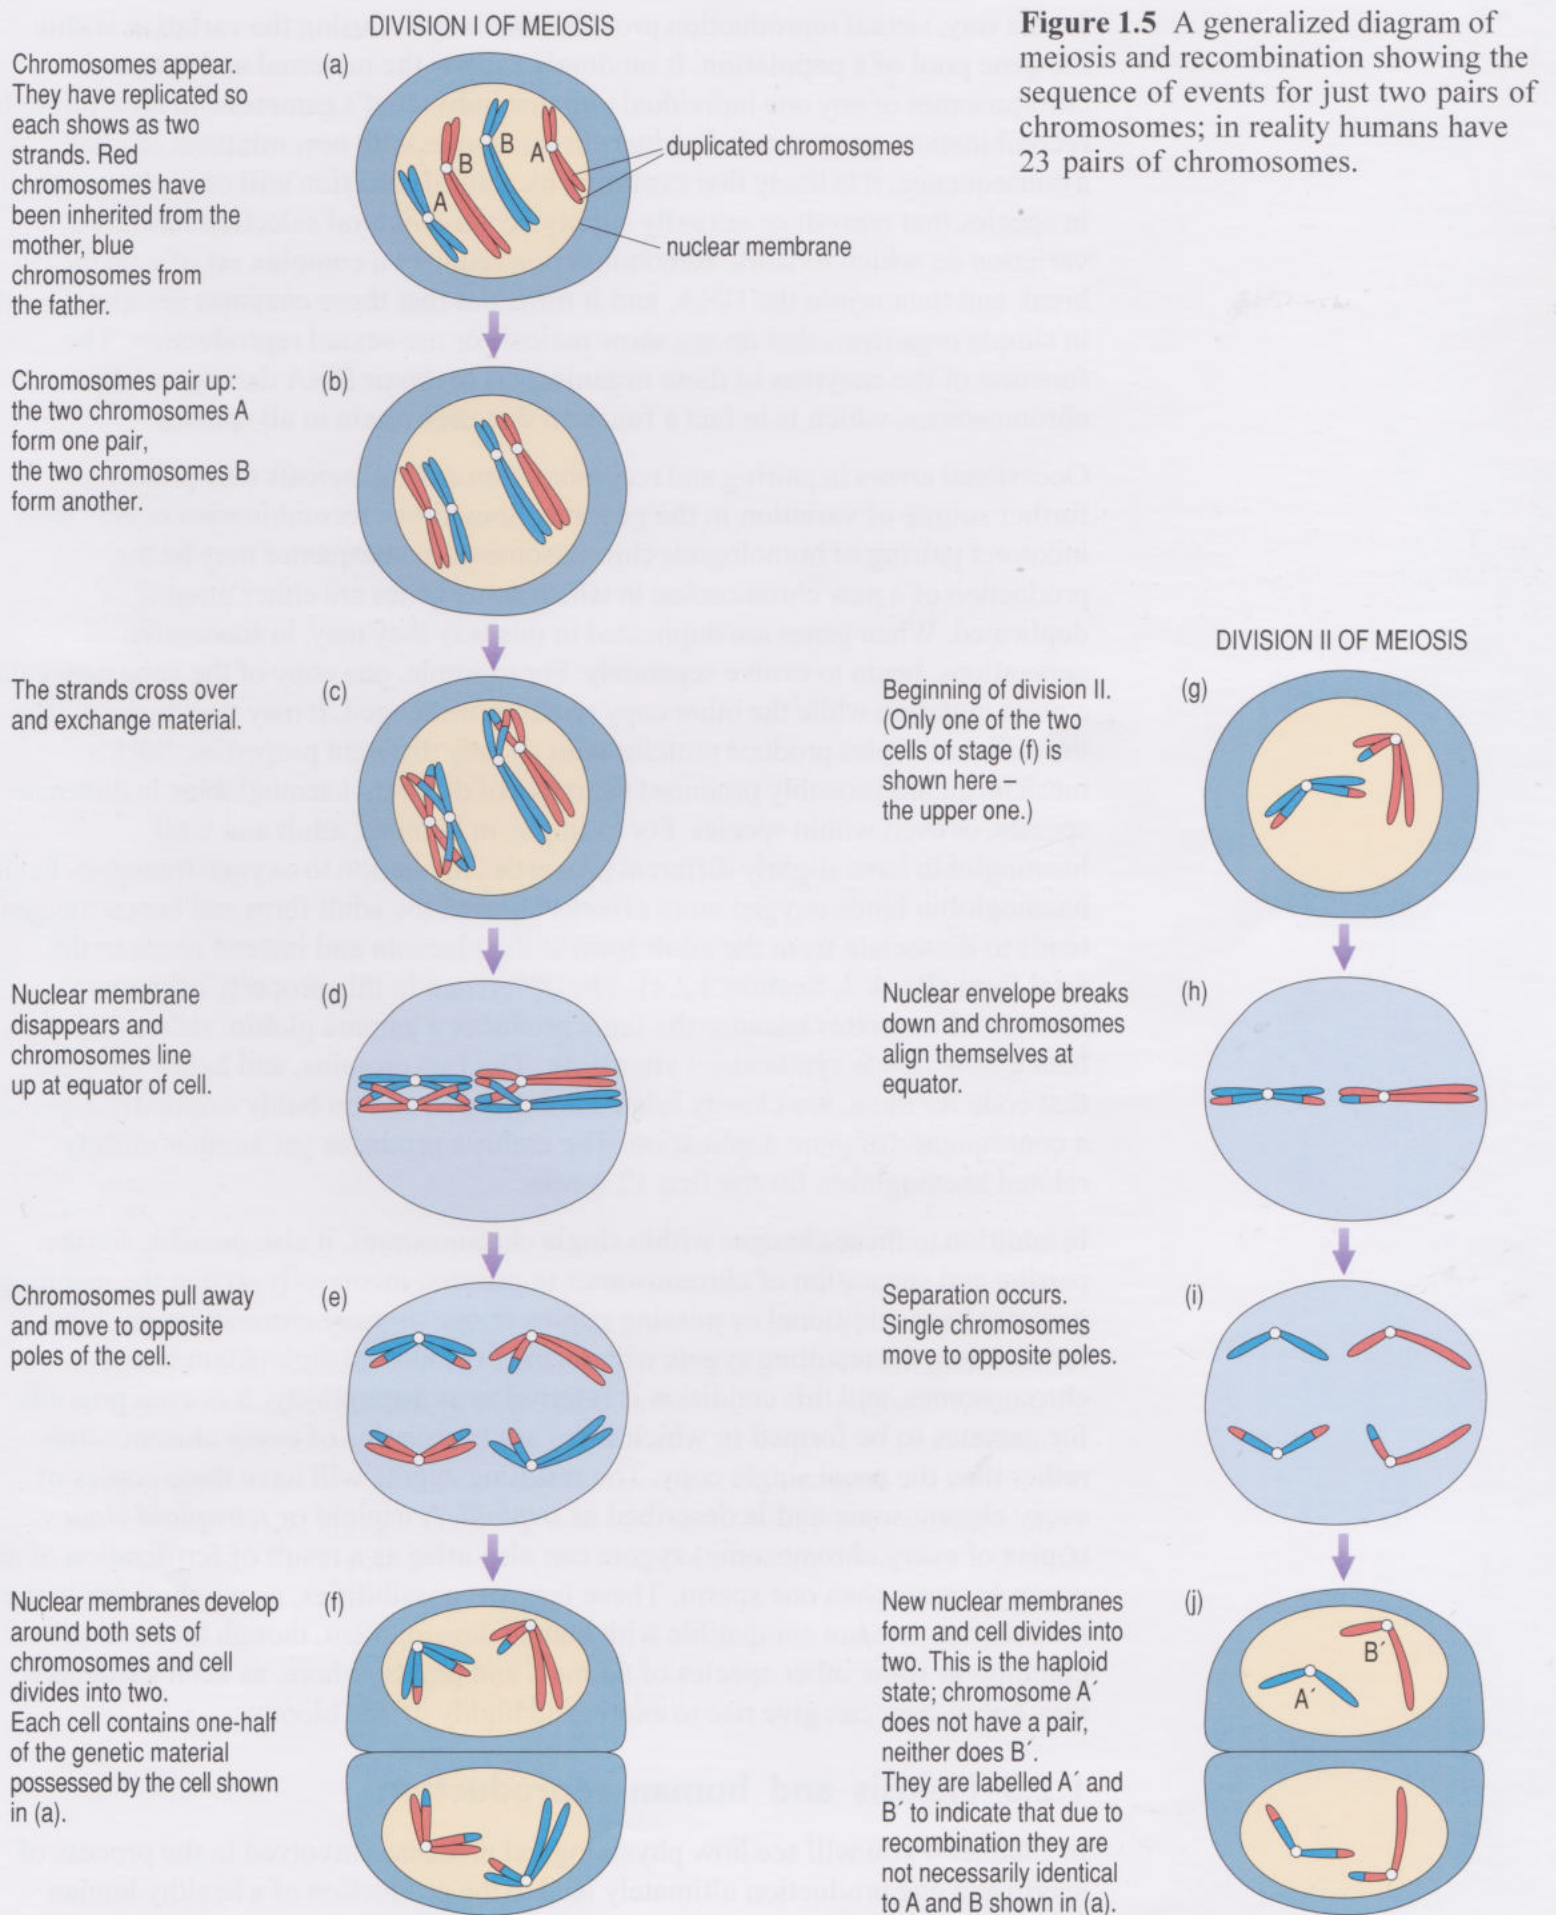 DIVISION I OF MEIOSIS
Figure 1.5 A generalized diagram of
meiosis and recombination showing the
sequence of events for just two pairs of
chromosomes; in reality humans have
23 pairs of chromosomes.
Chromosomes appear.
They have replicated so
each shows as two
strands. Red
chromosomes have
been inherited from the
mother, blue
chromosomes from
the father.
(a)
B
B
A
A
duplicated chromosomes
nuclear membrane
Chromosomes pair up:
the two chromosomes A
form one pair,
the two chromosomes B
form another.
(b)
The strands cross over
and exchange material.
(c)
Nuclear membrane
disappears and
chromosomes line
up at equator of cell.
(d)
Chromosomes pull away
and move to opposite
poles of the cell.
(e)
Nuclear membranes develop
around both sets of
chromosomes and cell
divides into two.
Each cell contains one-half
of the genetic material
possessed by the cell shown
in (a).
(f)
DIVISION II OF MEIOSIS
Beginning of division II.
(Only one of the two
cells of stage (f) is
shown here –
the upper one.)
(g)
Nuclear envelope breaks
down and chromosomes
align themselves at
equator.
(h)
Separation occurs.
Single chromosomes
move to opposite poles.
(i)
New nuclear membranes
form and cell divides into
two. This is the haploid
state; chromosome A´
does not have a pair,
neither does B´.
They are labelled A´ and
B´ to indicate that due to
recombination they are
not necessarily identical
to A and B shown in (a).
(j)
B´
A´